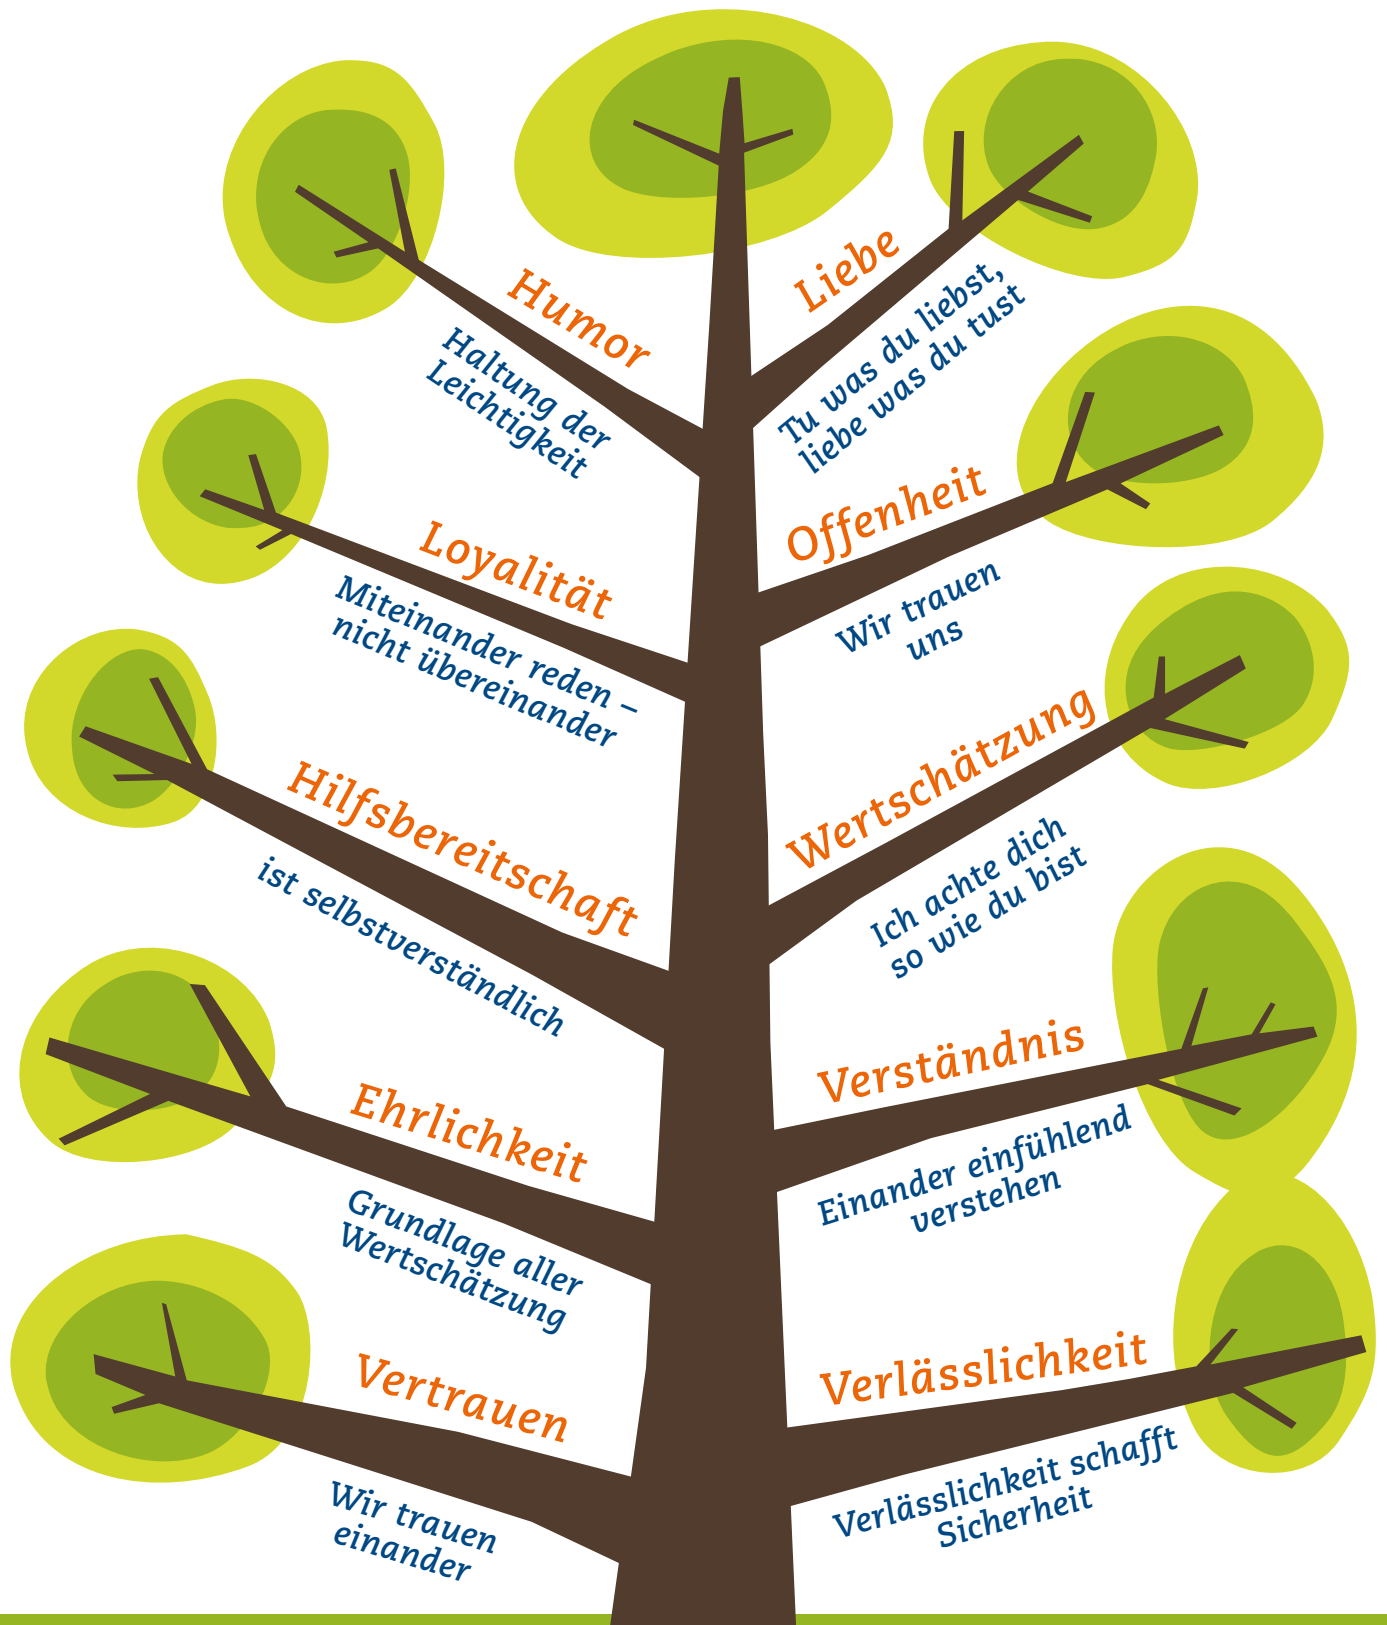 Humor
Haltung der
Leichtigkeit
Liebe
Tu was du liebst,
liebe was du tust
Loyalität
Miteinander reden –
nicht übereinander
Offenheit
Wir trauen
uns
Hilfsbereitschaft
ist selbstverständlich
Wertschätzung
Ich achte dich
so wie du bist
Ehrlichkeit
Grundlage aller
Wertschätzung
Verständnis
Einander einfühlend
verstehen
Vertrauen
Wir trauen
einander
Verlässlichkeit
Verlässlichkeit schafft
Sicherheit